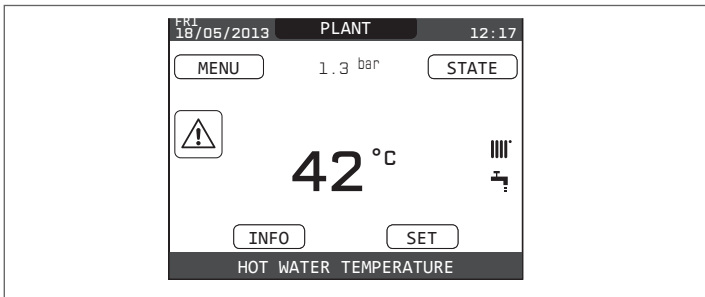 FRI
18/05/2013 PLANT 12:17
MENU 1.3 bar STATE
42 °C
INFO SET
HOT WATER TEMPERATURE